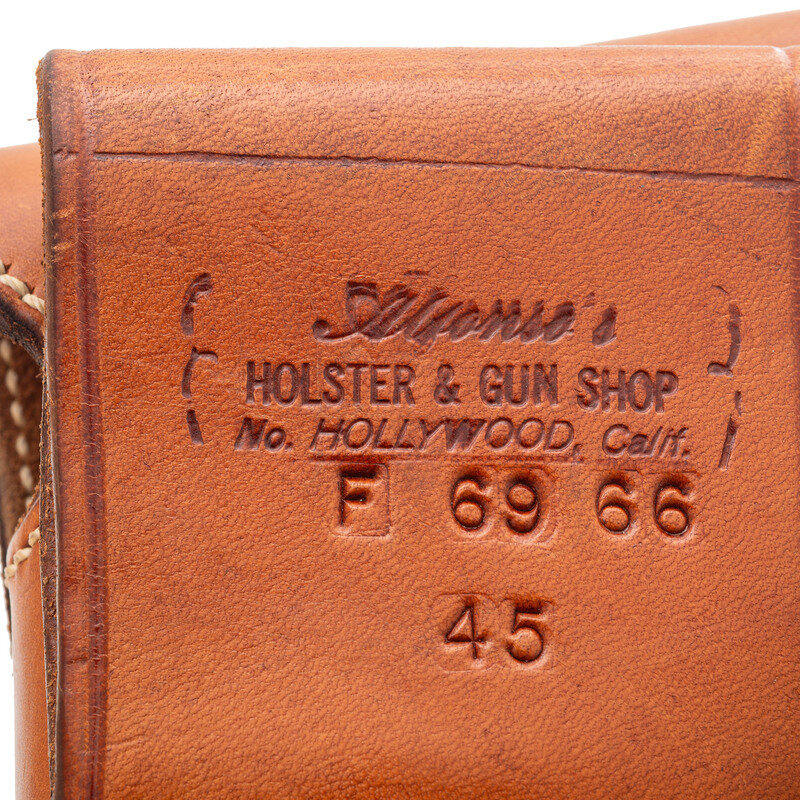 Alfonso's
HOLSTER & GUN SHOP
No. HOLLYWOOD, Calif.
F 69 66
45